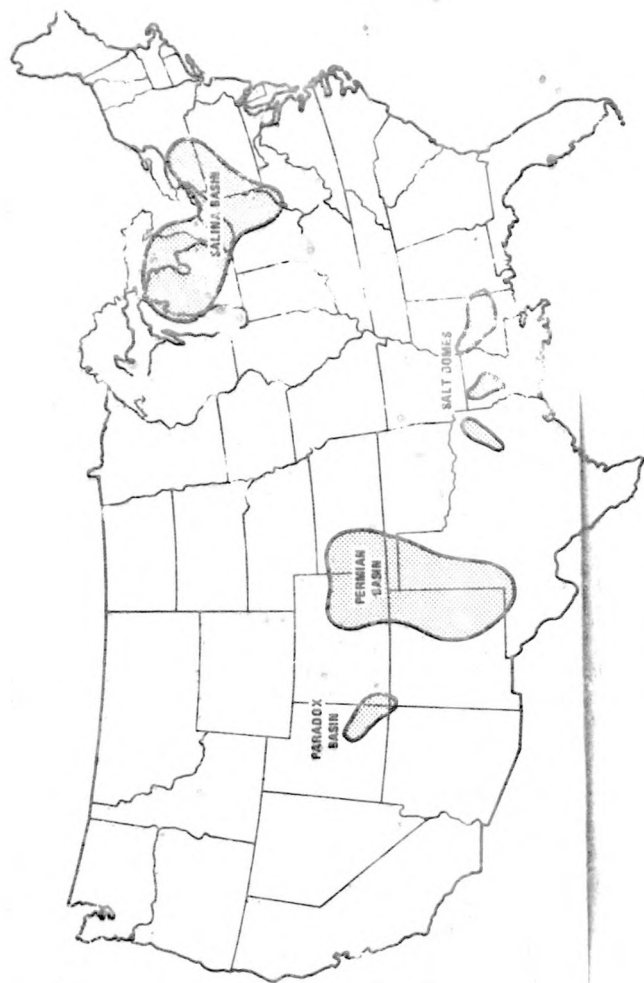 SALINA BASIN
SALT DOMES
PERMIAN
BASIN
PARADOX
BASIN